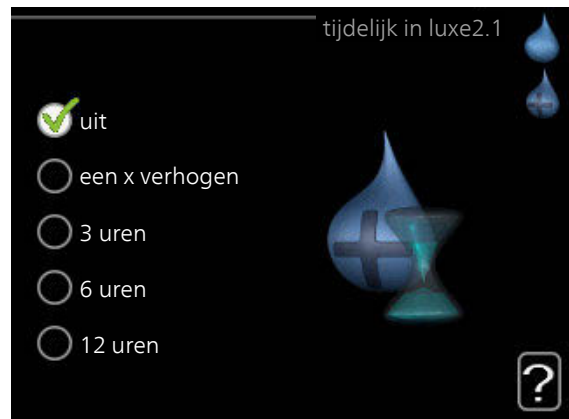 tijdelijk in luxe2.1
uit
een x verhogen
3 uren
6 uren
12 uren
?